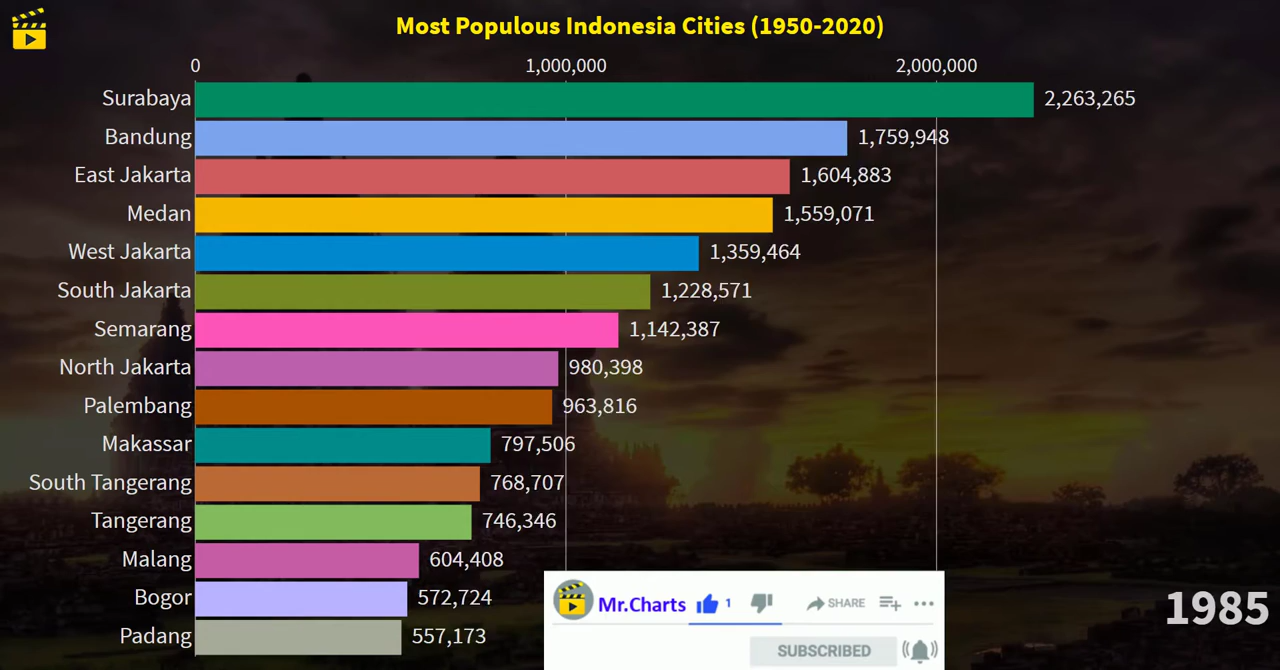 Most Populous Indonesia Cities (1950-2020)
0 1,000,000 2,000,000
Surabaya 2,263,265
Bandung 1,759,948
East Jakarta 1,604,883
Medan 1,559,071
West Jakarta 1,359,464
South Jakarta 1,228,571
Semarang 1,142,387
North Jakarta 980,398
Palembang 963,816
Makassar 797,506
South Tangerang 768,707
Tangerang 746,346
Malang 604,408
Bogor 572,724
Padang 557,173
Mr.Charts 1 SHARE
SUBSCRIBED
1985